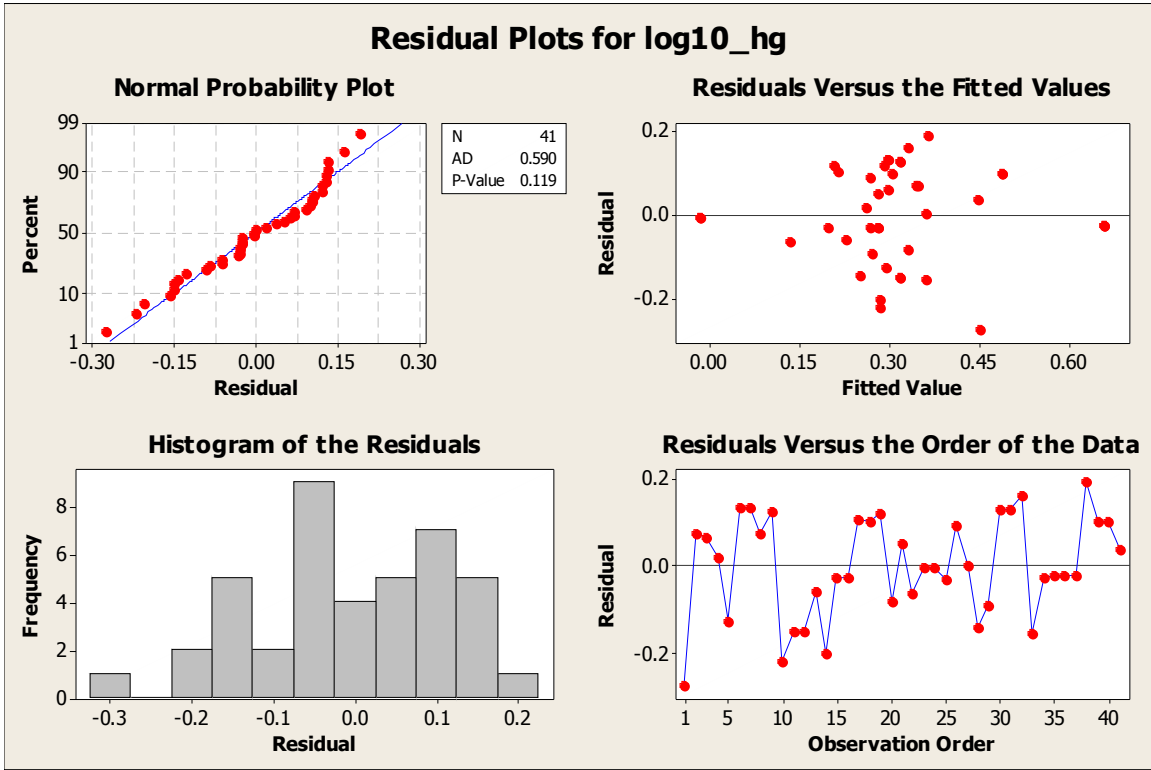 Residual Plots for log10_hg
Normal Probability Plot
99
90
50
10
1
Percent
-0.30 -0.15 0.00 0.15 0.30
Residual
N 41
AD 0.590
P-Value 0.119
Residuals Versus the Fitted Values
0.2
0.0
-0.2
Residual
0.00 0.15 0.30 0.45 0.60
Fitted Value
Histogram of the Residuals
8
6
4
2
0
Frequency
-0.3 -0.2 -0.1 0.0 0.1 0.2
Residual
Residuals Versus the Order of the Data
0.2
0.0
-0.2
Residual
1 5 10 15 20 25 30 35 40
Observation Order